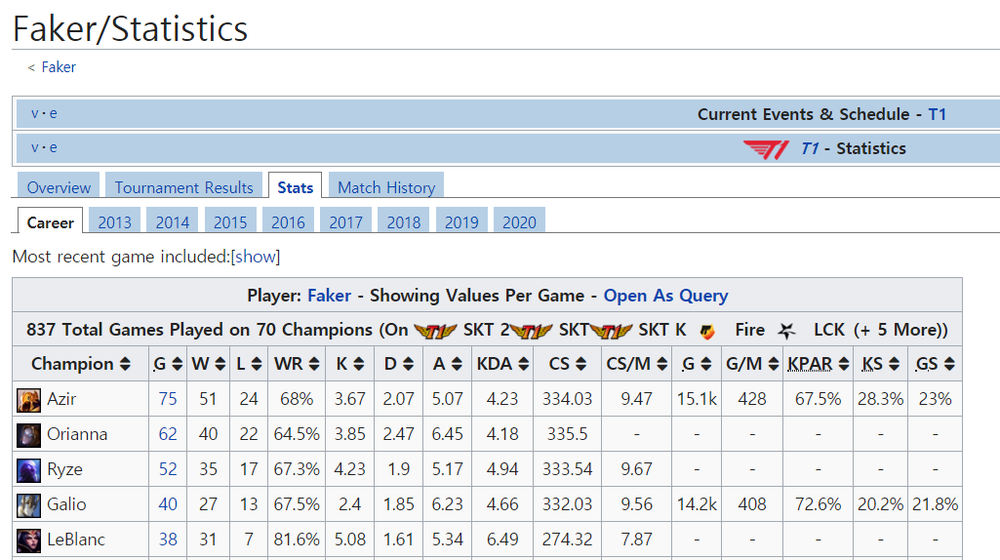 Faker/Statistics
< Faker
v · e Current Events & Schedule - T1
v · e T1 T1 - Statistics
Overview Tournament Results Stats Match History
Career 2013 2014 2015 2016 2017 2018 2019 2020
Most recent game included:[show]
Player: Faker - Showing Values Per Game - Open As Query
837 Total Games Played on 70 Champions (On T1 SKT 2 T1 SKT T1 SKT K Fire LCK (+ 5 More))
Champion G W L WR K D A KDA CS CS/M G G/M KPAR KS GS
Azir 75 51 24 68% 3.67 2.07 5.07 4.23 334.03 9.47 15.1k 428 67.5% 28.3% 23%
Orianna 62 40 22 64.5% 3.85 2.47 6.45 4.18 335.5 - - - - - -
Ryze 52 35 17 67.3% 4.23 1.9 5.17 4.94 333.54 9.67 - - - - -
Galio 40 27 13 67.5% 2.4 1.85 6.23 4.66 332.03 9.56 14.2k 408 72.6% 20.2% 21.8%
LeBlanc 38 31 7 81.6% 5.08 1.61 5.34 6.49 274.32 7.87 - - - - -